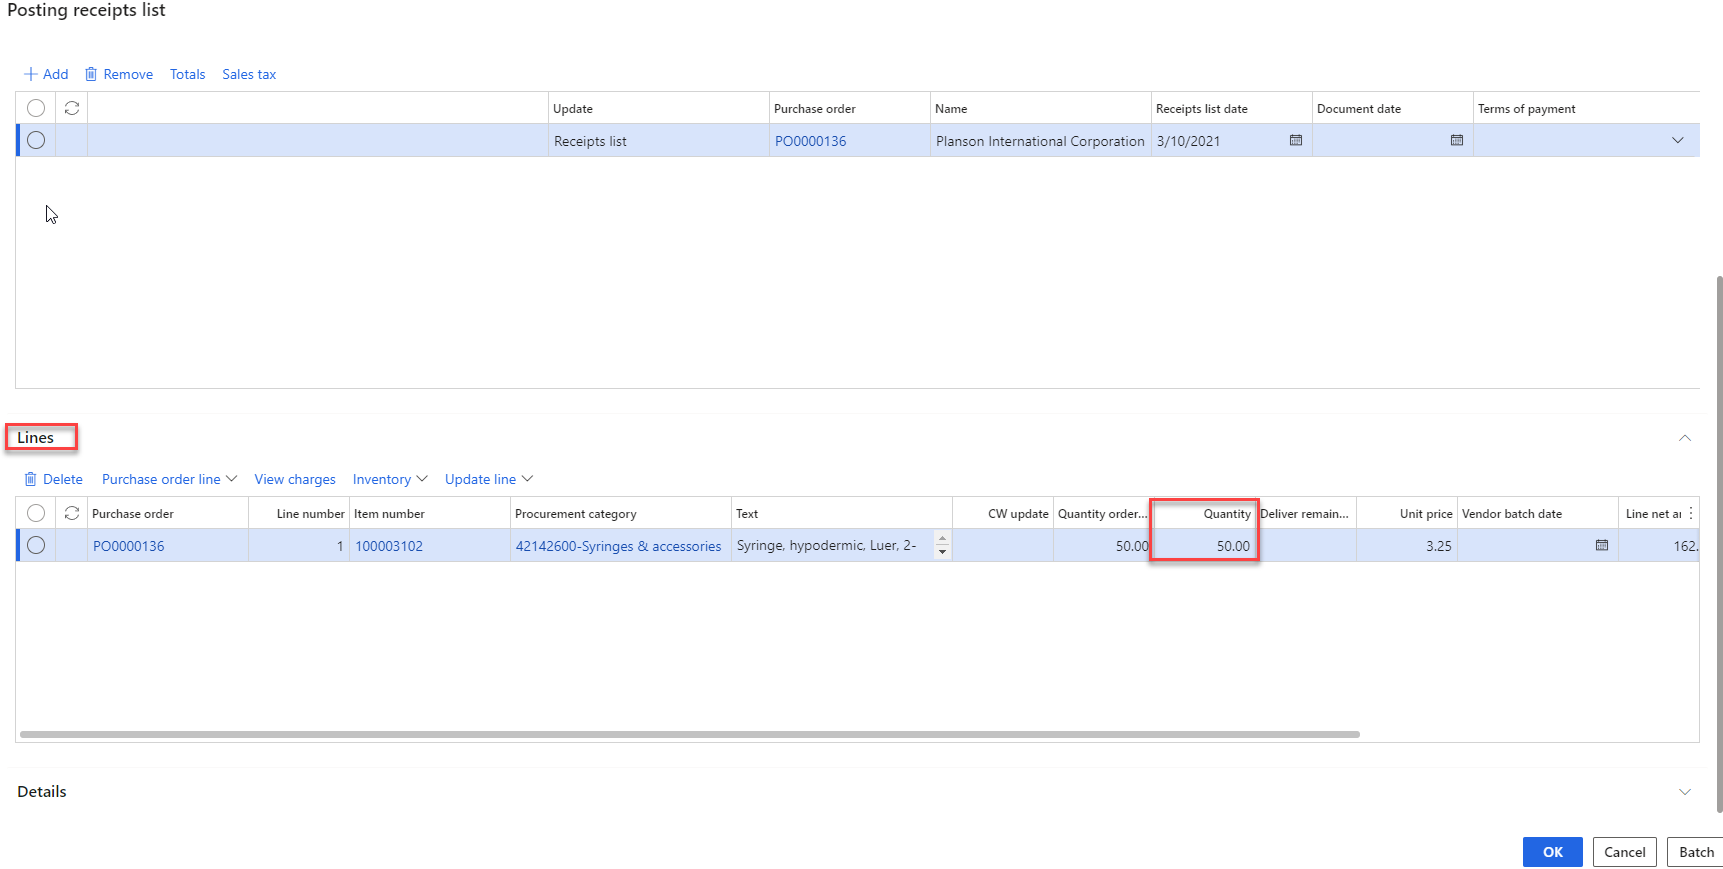 Posting receipts list
Add Remove Totals Sales tax
Update Purchase order Name Receipts list date Document date Terms of payment
Receipts list PO0000136 Planson International Corporation 3/10/2021
Lines
Delete Purchase order line View charges Inventory Update line
Purchase order Line number Item number Procurement category Text CW update Quantity order... Quantity Deliver remain... Unit price Vendor batch date Line net ar
PO0000136 1 100003102 42142600-Syringes & accessories Syringe, hypodermic, Luer, 2- 50.00 50.00 3.25 162.
Details
OK Cancel Batch